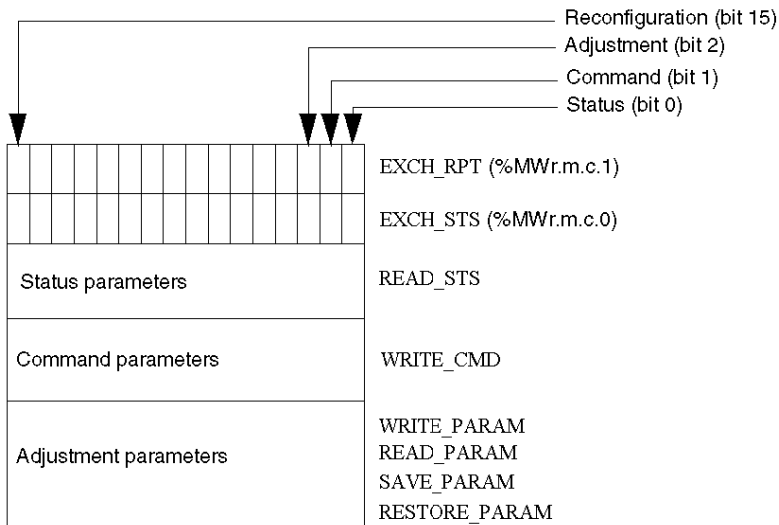 Reconfiguration (bit 15)
Adjustment (bit 2)
Command (bit 1)
Status (bit 0)
EXCH_RPT (%MWr.m.c.1)
EXCH_STS (%MWr.m.c.0)
Status parameters READ_STS
Command parameters WRITE_CMD
WRITE_PARAM
Adjustment parameters READ_PARAM
SAVE_PARAM
RESTORE_PARAM